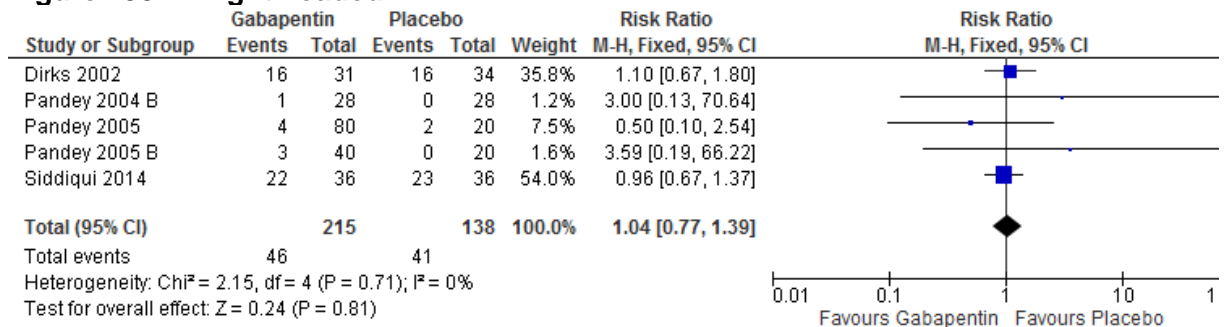 Gabapentin Placebo Risk Ratio Risk Ratio
Study or Subgroup Events Total Events Total Weight M-H, Fixed, 95% CI M-H, Fixed, 95% CI
Dirks 2002 16 31 16 34 35.8% 1.10 [0.67, 1.80]
Pandey 2004 B 1 28 0 28 1.2% 3.00 [0.13, 70.64]
Pandey 2005 4 80 2 20 7.5% 0.50 [0.10, 2.54]
Pandey 2005 B 3 40 0 20 1.6% 3.59 [0.19, 66.22]
Siddiqui 2014 22 36 23 36 54.0% 0.96 [0.67, 1.37]
Total (95% CI) 215 138 100.0% 1.04 [0.77, 1.39]
Total events 46 41
Heterogeneity: Chi² = 2.15, df = 4 (P = 0.71); I² = 0%
Test for overall effect: Z = 0.24 (P = 0.81)
0.01 0.1 1 10 1
Favours Gabapentin Favours Placebo